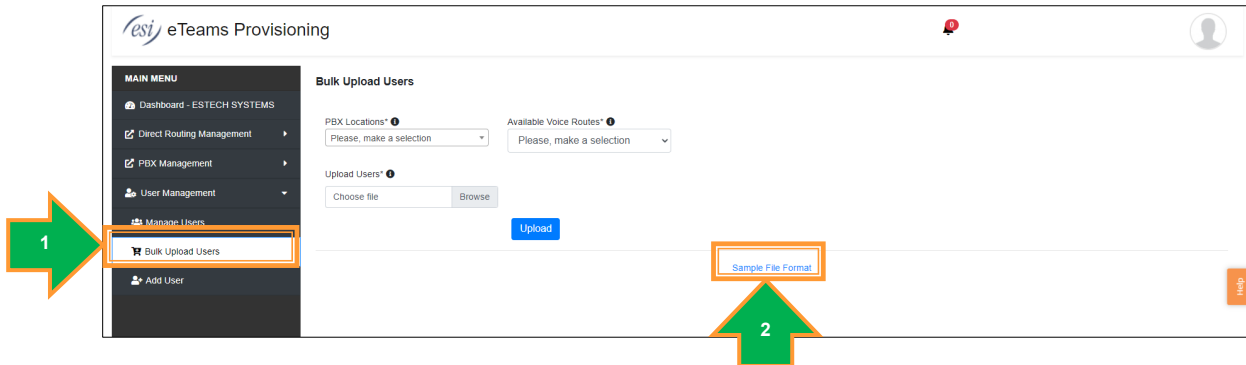 esi eTeams Provisioning
0
MAIN MENU
Dashboard - ESTECH SYSTEMS
Direct Routing Management
PBX Management
User Management
Manage Users
Bulk Upload Users
Add User
Bulk Upload Users
PBX Locations*
Available Voice Routes*
Please, make a selection
Please, make a selection
Upload Users*
Choose file
Browse
Upload
Sample File Format
Help
1
2